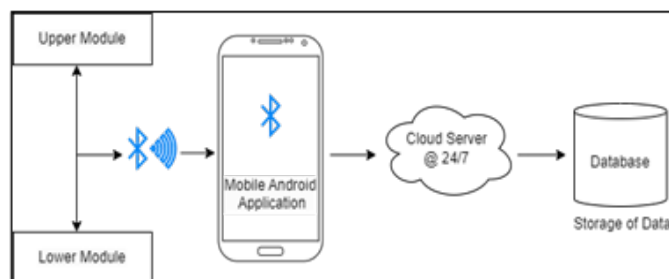 Upper Module
Mobile Android
Application
Cloud Server
@ 24/7
Database
Storage of Data
Lower Module